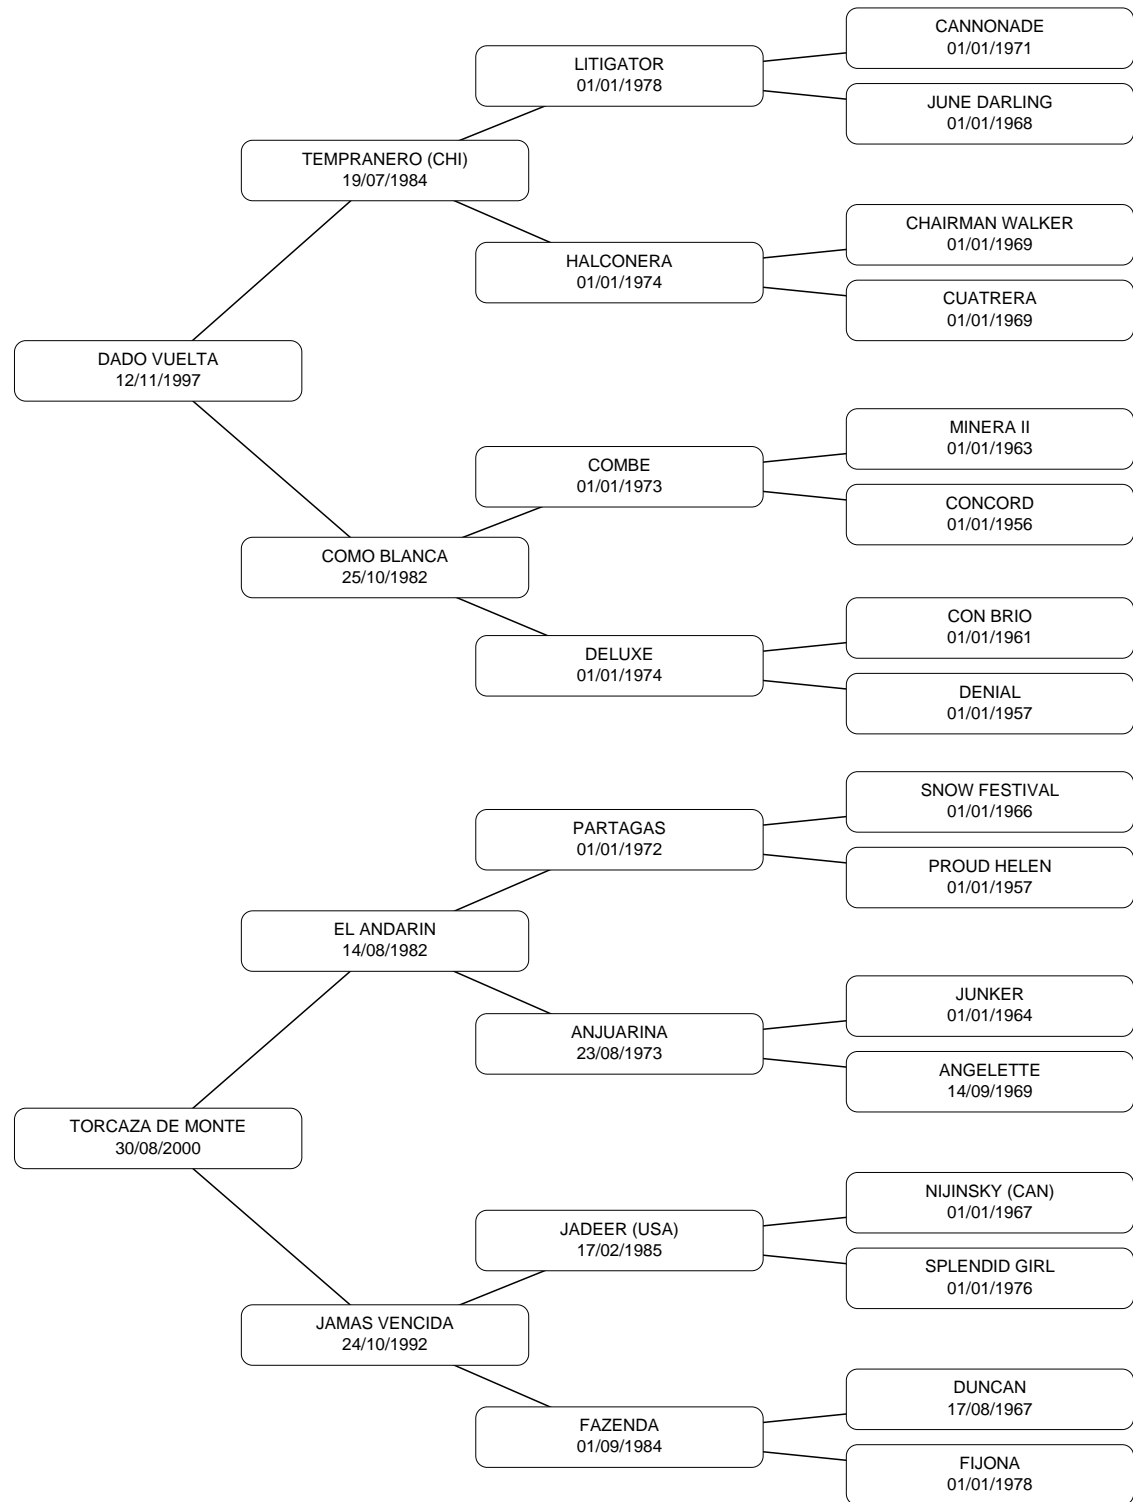 CANNONADE
01/01/1971
LITIGATOR
01/01/1978
JUNE DARLING
01/01/1968
TEMPRANERO (CHI)
19/07/1984
CHAIRMAN WALKER
01/01/1969
HALCONERA
01/01/1974
CUATRERA
01/01/1969
DADO VUELTA
12/11/1997
MINERA II
01/01/1963
COMBE
01/01/1973
CONCORD
01/01/1956
COMO BLANCA
25/10/1982
CON BRIO
01/01/1961
DELUXE
01/01/1974
DENIAL
01/01/1957
SNOW FESTIVAL
01/01/1966
PARTAGAS
01/01/1972
PROUD HELEN
01/01/1957
EL ANDARIN
14/08/1982
JUNKER
01/01/1964
ANJUARINA
23/08/1973
ANGELETTE
14/09/1969
TORCAZA DE MONTE
30/08/2000
NIJINSKY (CAN)
01/01/1967
JADEER (USA)
17/02/1985
SPLENDID GIRL
01/01/1976
JAMAS VENCIDA
24/10/1992
DUNCAN
17/08/1967
FAZENDA
01/09/1984
FIJONA
01/01/1978